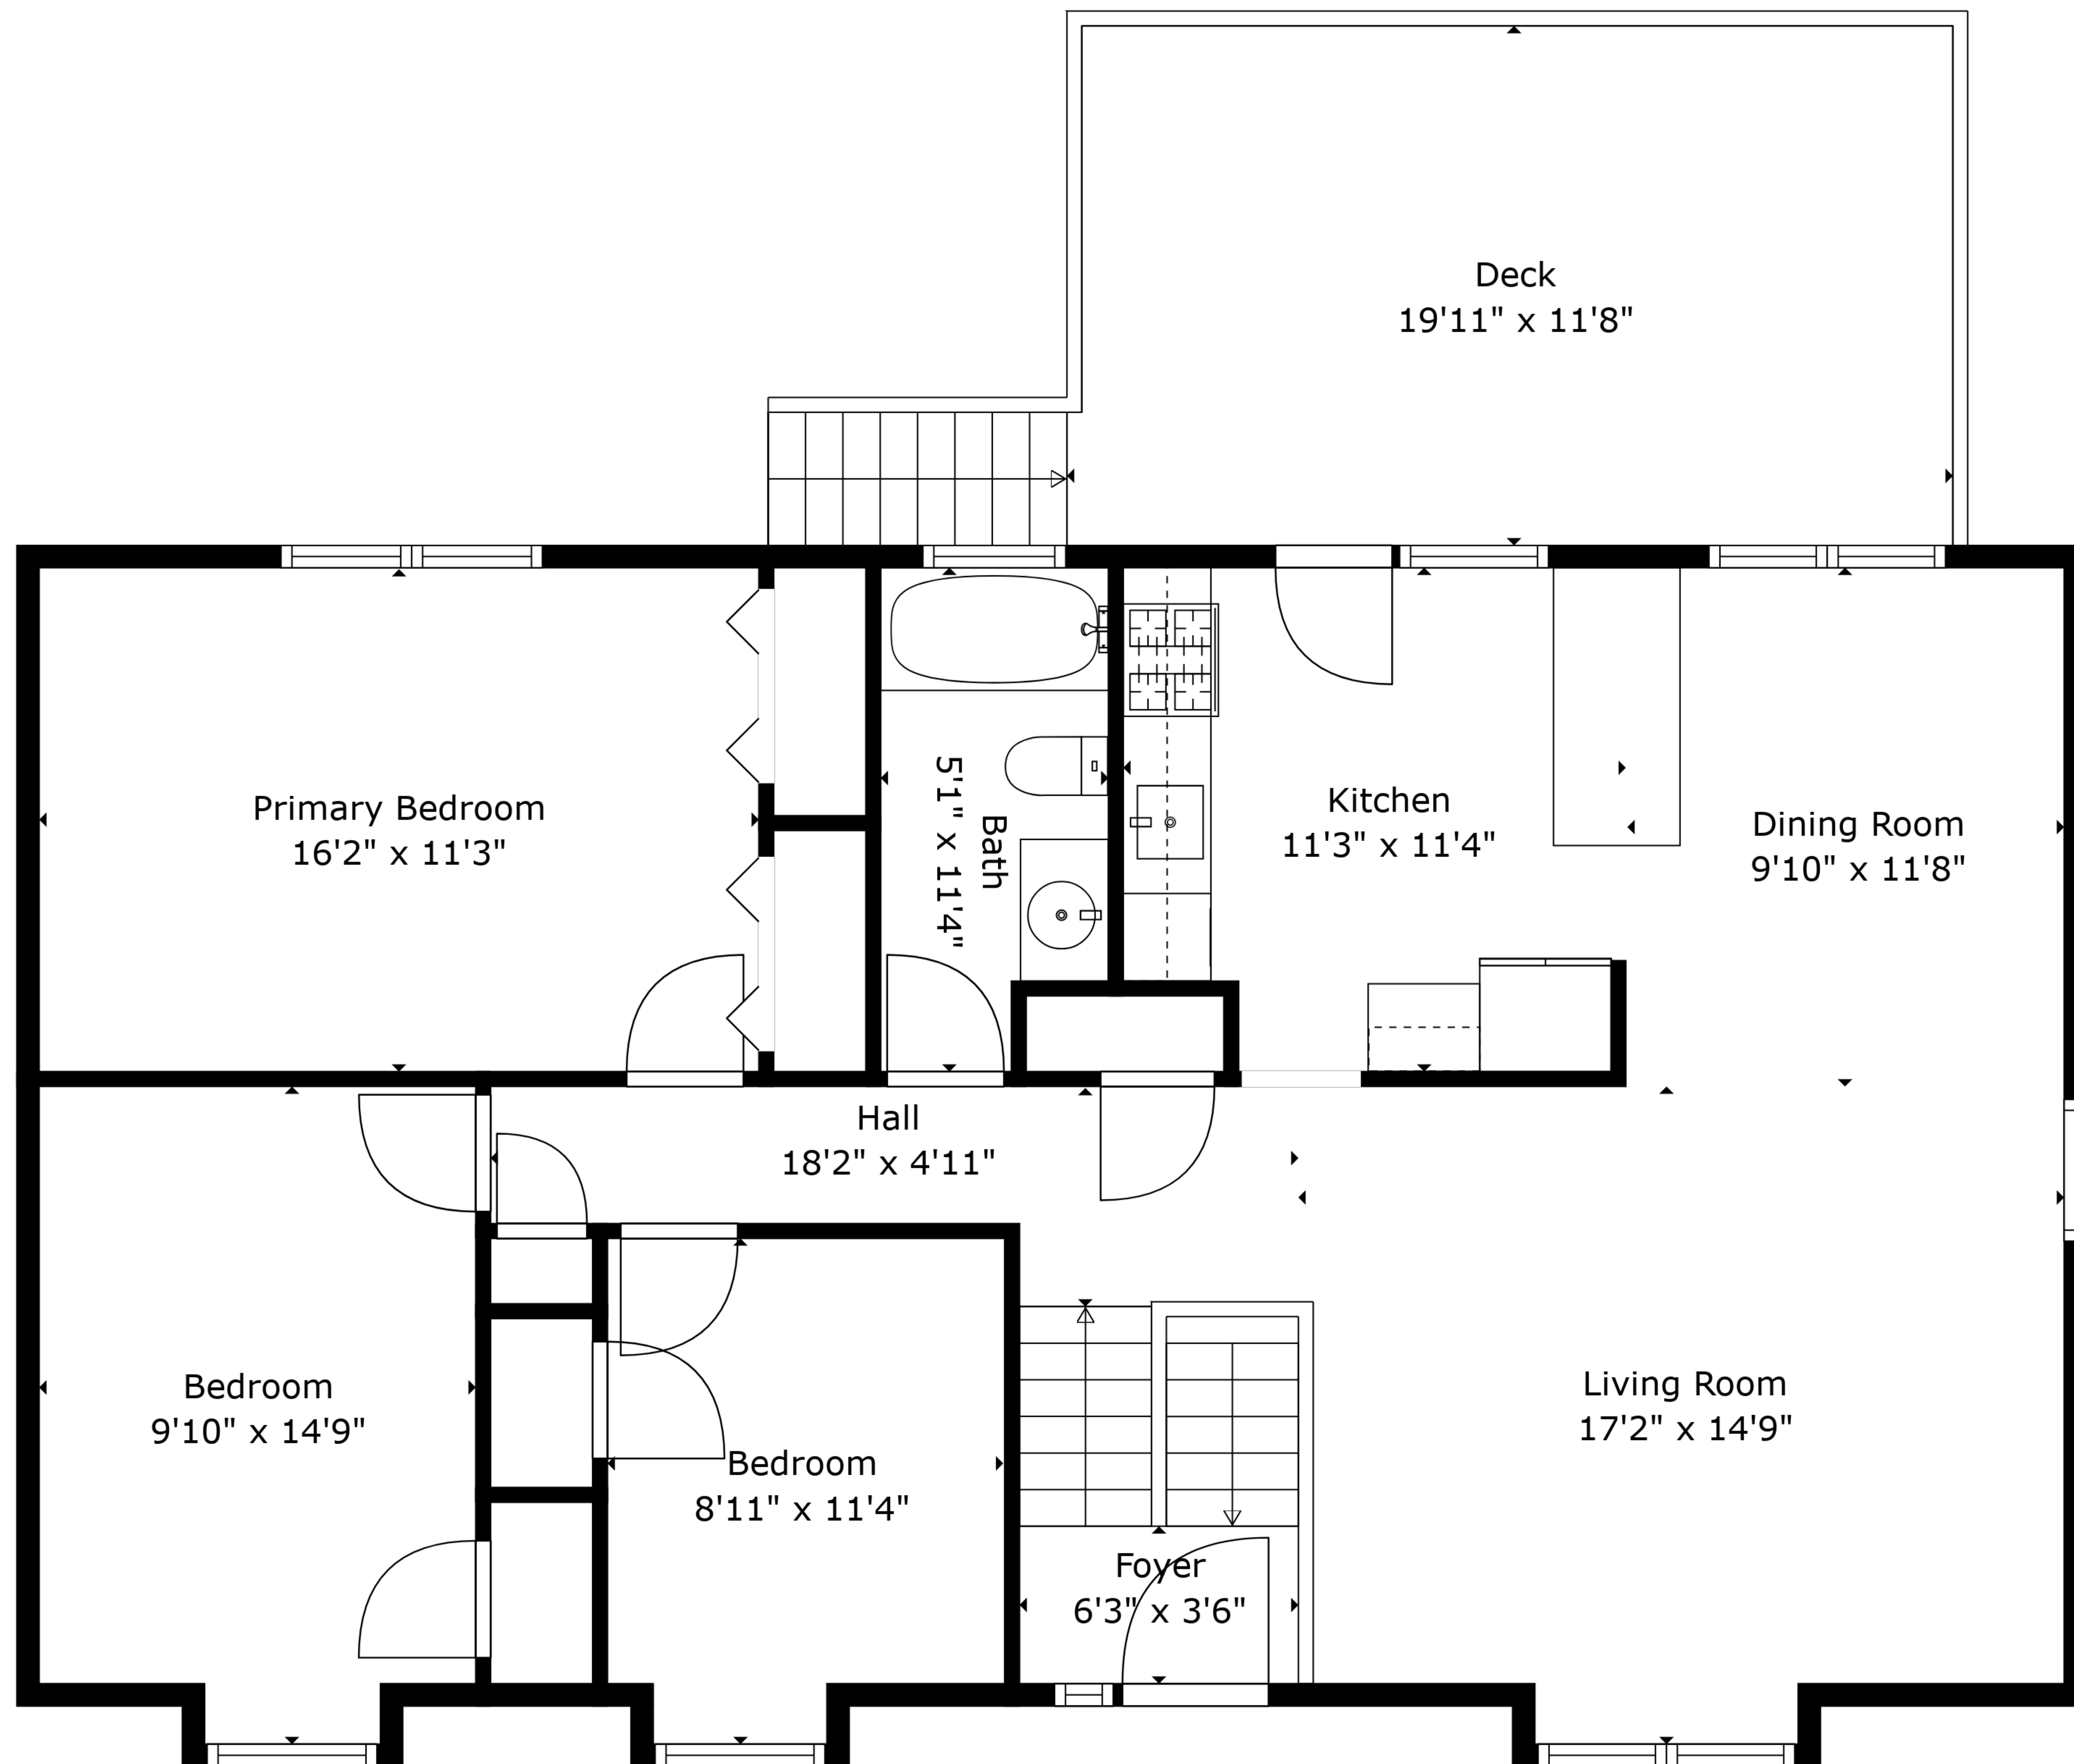 Deck
19'11" x 11'8"
Primary Bedroom
16'2" x 11'3"
Bath
5'1" x 11'4"
Kitchen
11'3" x 11'4"
Dining Room
9'10" x 11'8"
Hall
18'2" x 4'11"
Bedroom
9'10" x 14'9"
Bedroom
8'11" x 11'4"
Living Room
17'2" x 14'9"
Foyer
6'3" x 3'6"